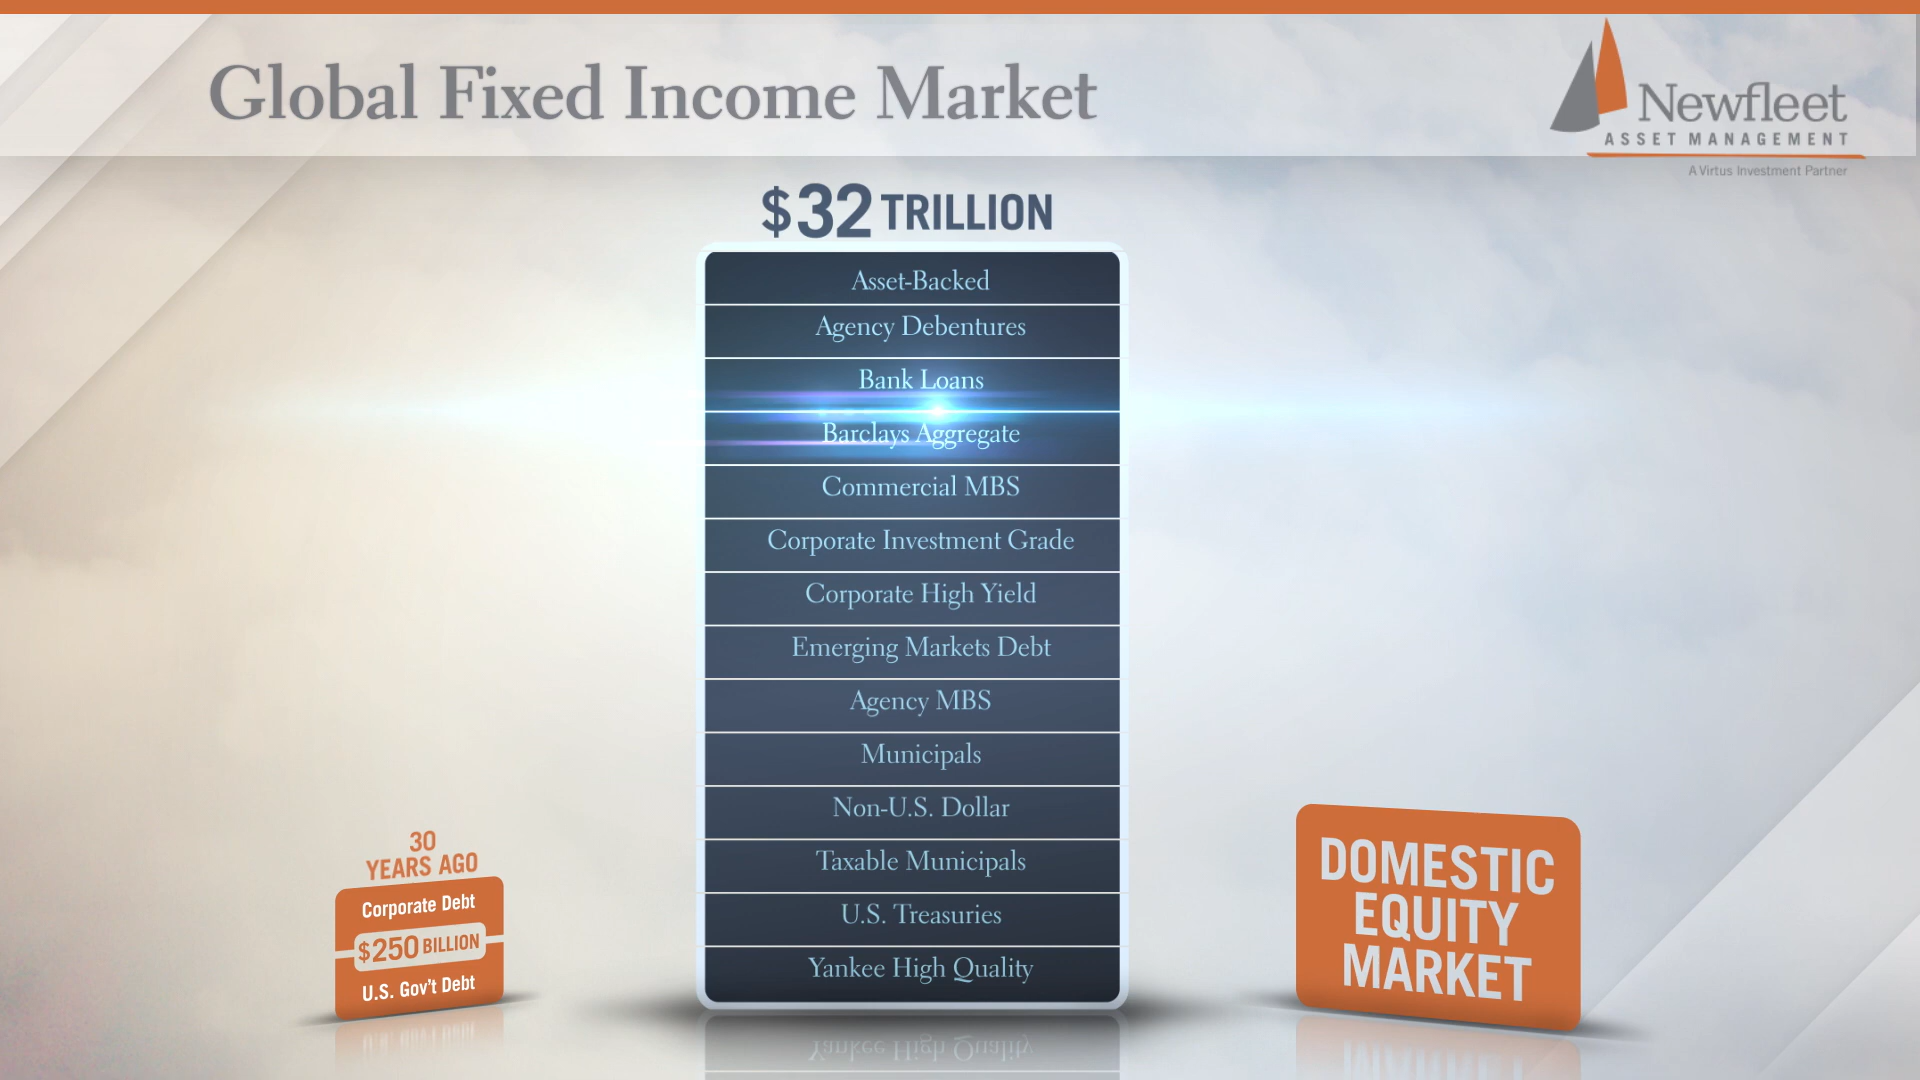 Global Fixed Income Market
Newfleet
ASSET MANAGEMENT
A Virtus Investment Partner
$32 TRILLION
Asset-Backed
Agency Debentures
Bank Loans
Barclays Aggregate
Commercial MBS
Corporate Investment Grade
Corporate High Yield
Emerging Markets Debt
Agency MBS
Municipals
Non-U.S. Dollar
Taxable Municipals
U.S. Treasuries
Yankee High Quality
30
YEARS AGO
Corporate Debt
$250 BILLION
U.S. Gov't Debt
DOMESTIC
EQUITY
MARKET